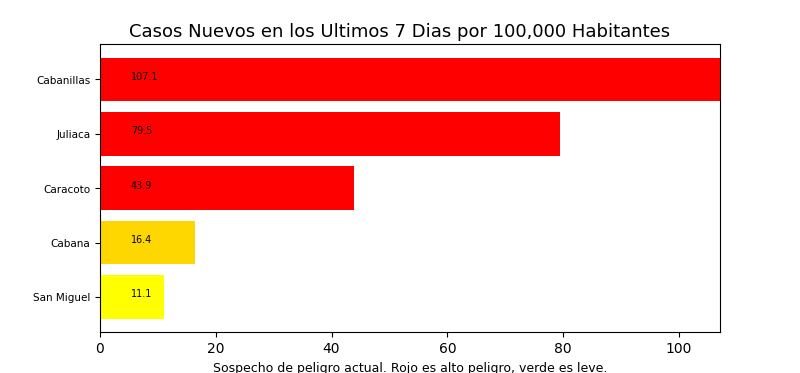 Casos Nuevos en los Ultimos 7 Dias por 100,000 Habitantes
Cabanillas 107.1
Juliaca 79.5
Caracoto 43.9
Cabana 16.4
San Miguel 11.1
0 20 40 60 80 100
Sospecho de peligro actual. Rojo es alto peligro, verde es leve.